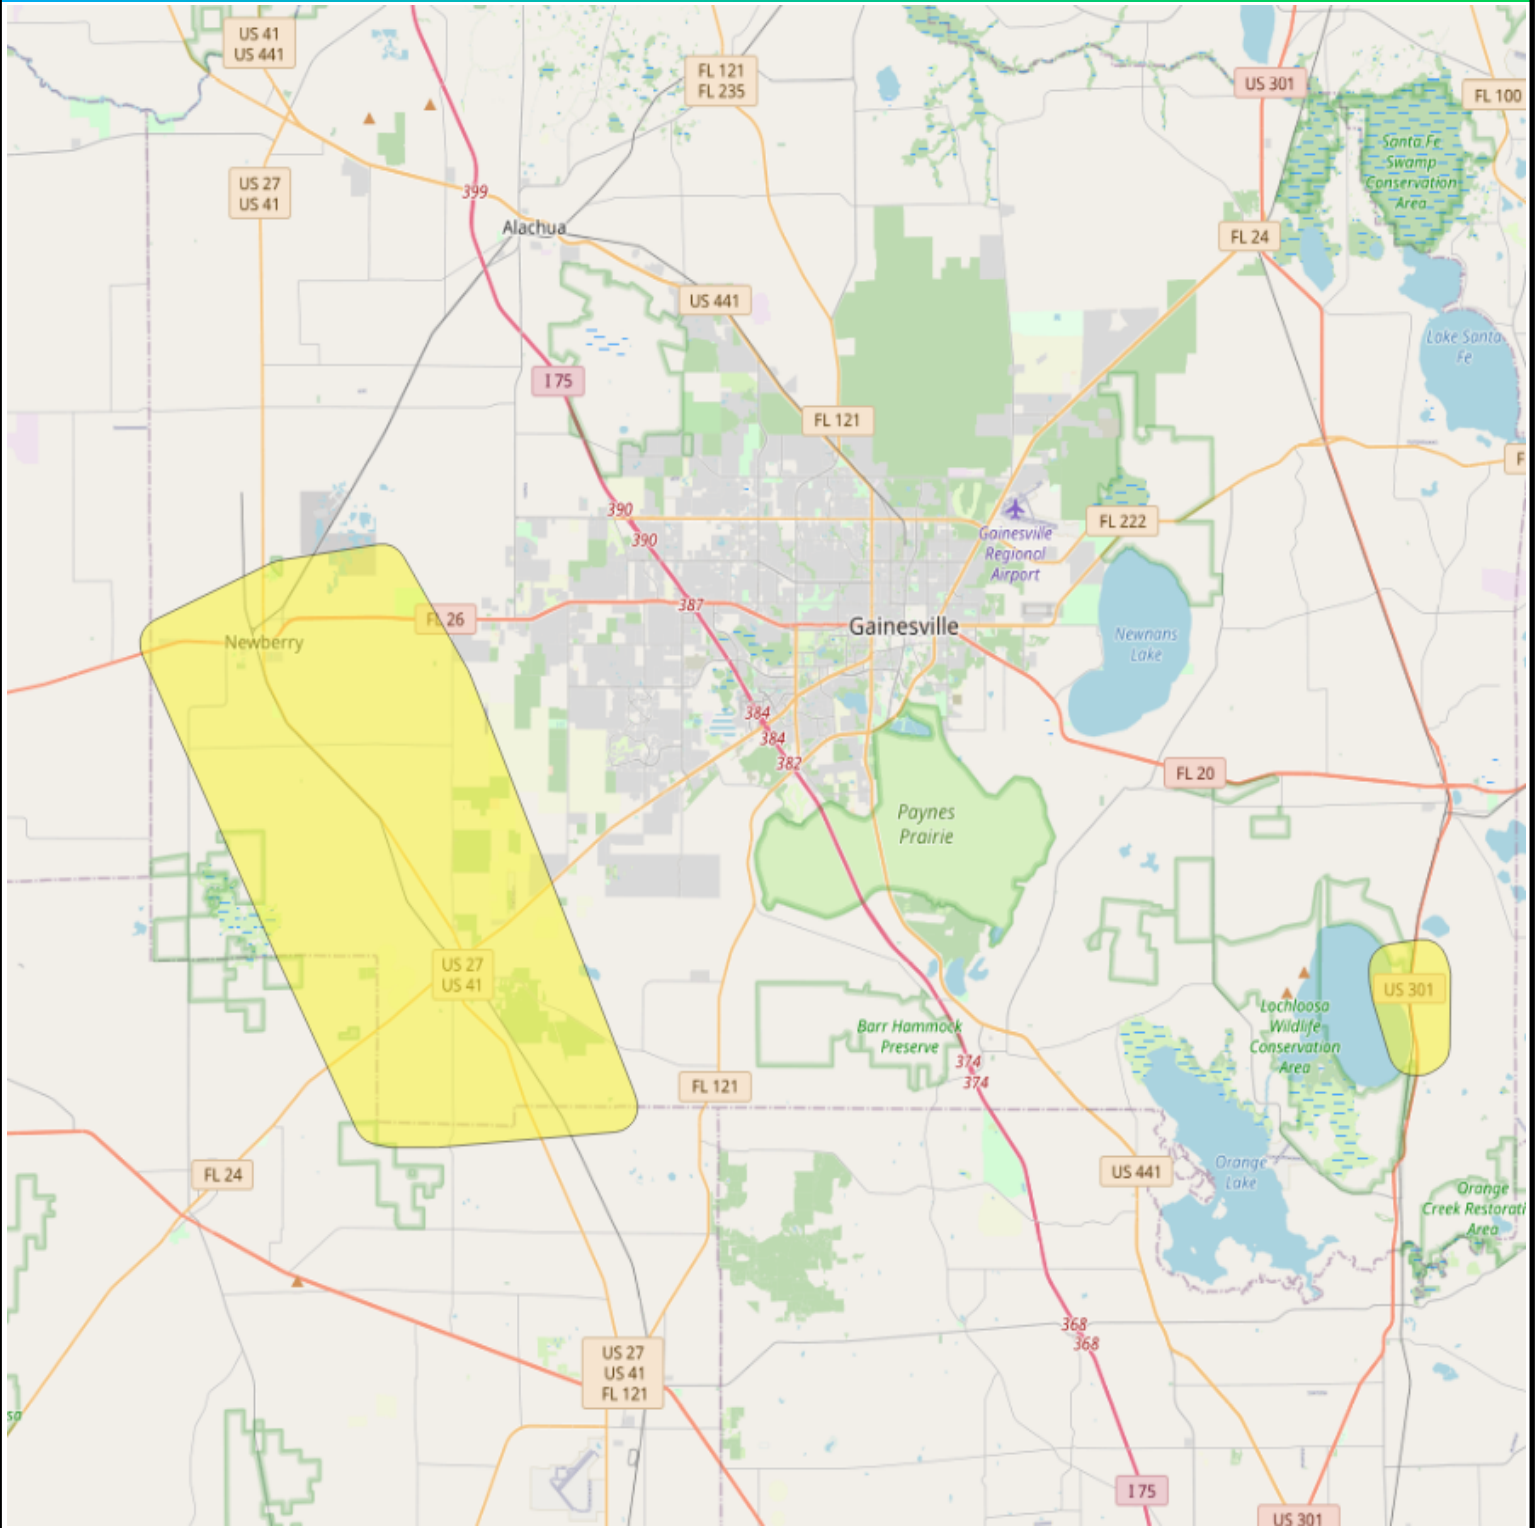 US 41
US 441
FL 121
FL 235
US 301
FL 100
Santa Fe
Swamp
Conservation
Area
US 27
US 41
399
Alachua
FL 24
US 441
Lake Santa
Fe
I 75
FL 121
F
390
390
Gainesville
Regional
Airport
FL 222
387
FL 26
Newberry
Gainesville
Newnans
Lake
384
384
382
FL 20
Paynes
Prairie
US 27
US 41
US 301
Lochloosa
Wildlife
Conservation
Area
Barr Hammock
Preserve
374
374
FL 121
US 441
FL 24
Orange
Lake
Orange
Creek Restorati
Area
368
368
US 27
US 41
FL 121
sa
I 75
US 301